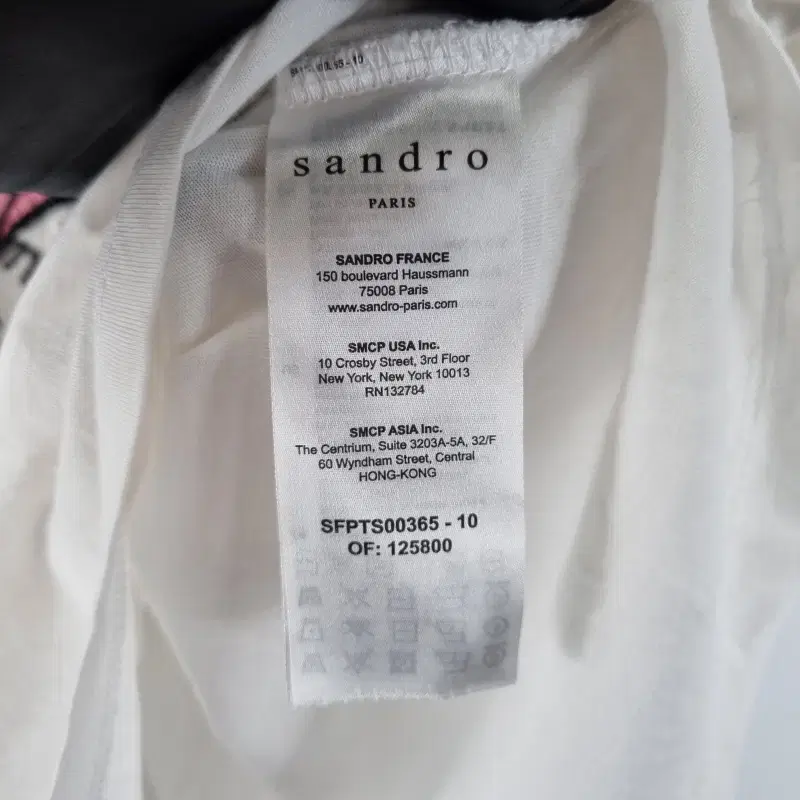 sandro
PARIS
SANDRO FRANCE
150 boulevard Haussmann
75008 Paris
www.sandro-paris.com
SMCP USA Inc.
10 Crosby Street, 3rd Floor
New York, New York 10013
RN132784
SMCP ASIA Inc.
The Centrium, Suite 3203A-5A, 32/F
60 Wyndham Street, Central
HONG-KONG
SFPTS00365 - 10
OF: 125800